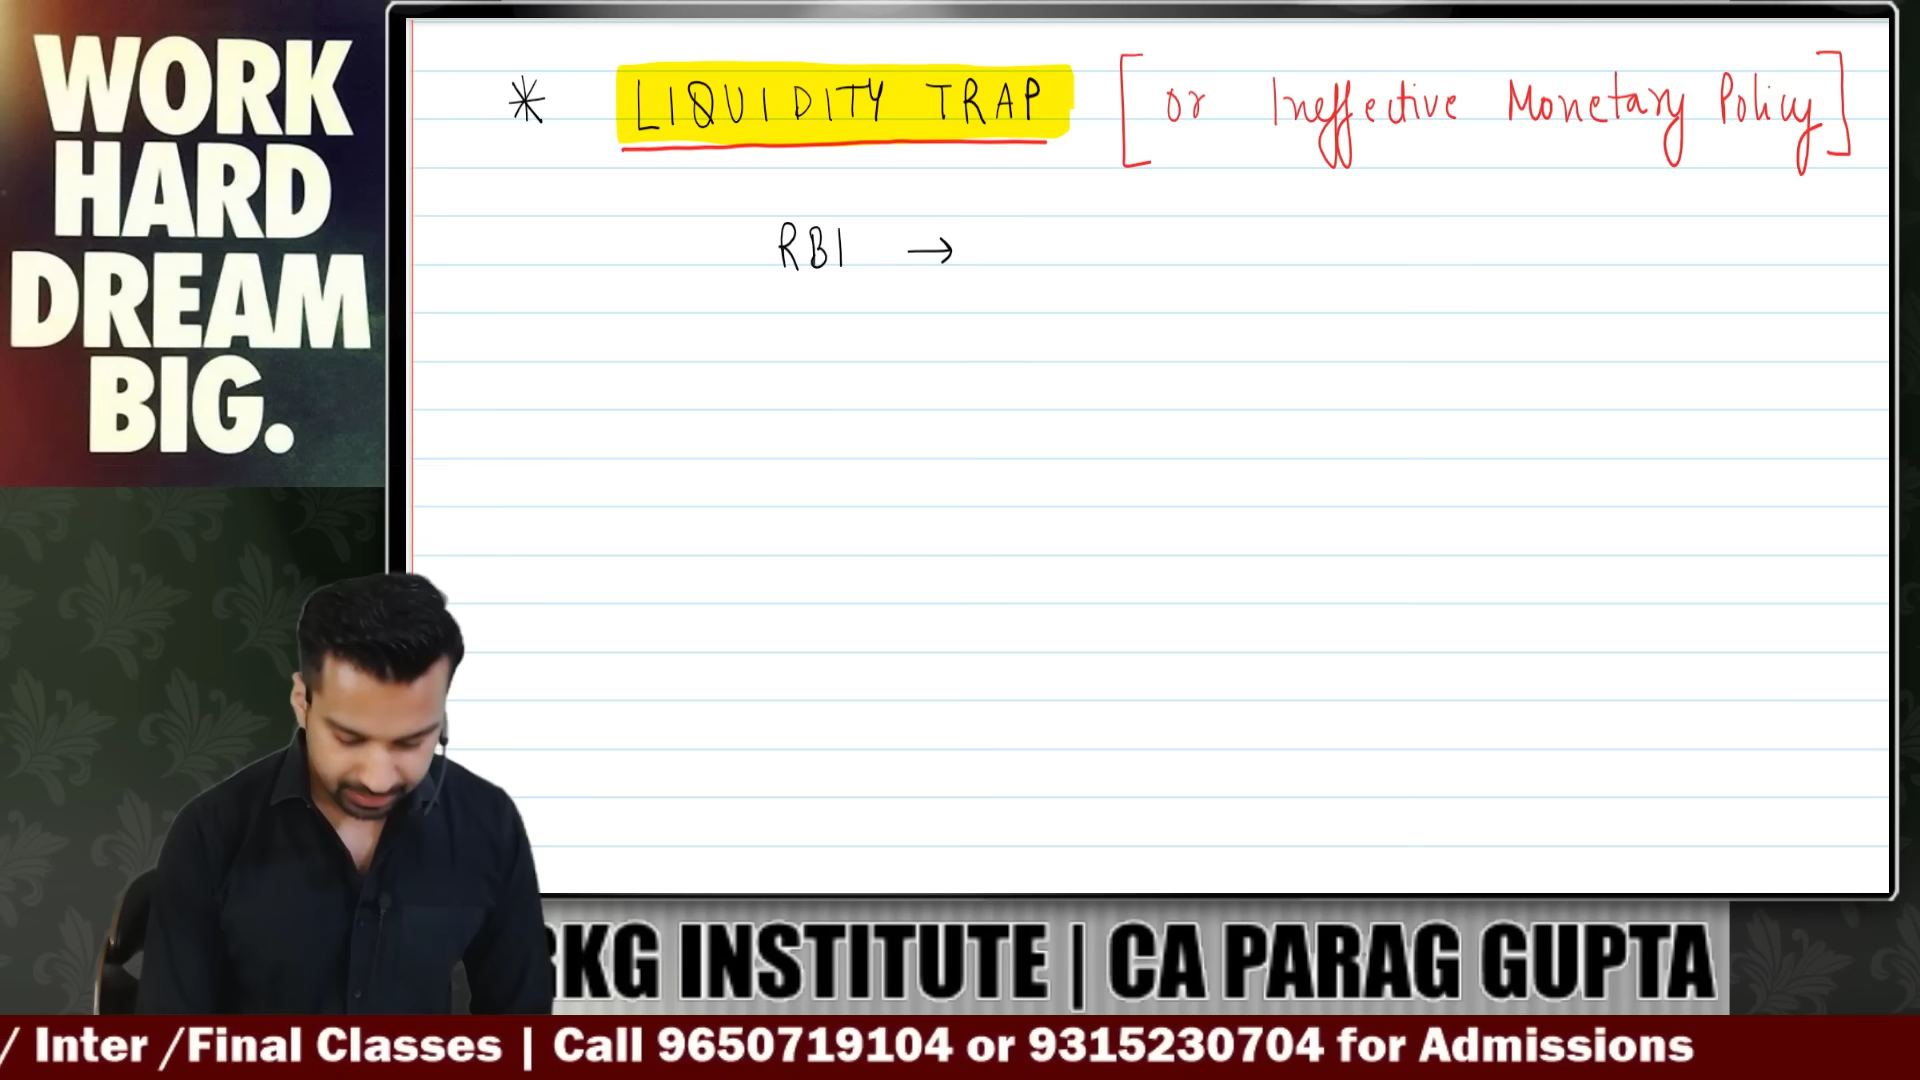 WORK
HARD
DREAM
BIG.
* LIQUIDITY TRAP [or Ineffective Monetary Policy]
RBI →
KG INSTITUTE | CA PARAG GUPTA
/ Inter /Final Classes | Call 9650719104 or 9315230704 for Admissions